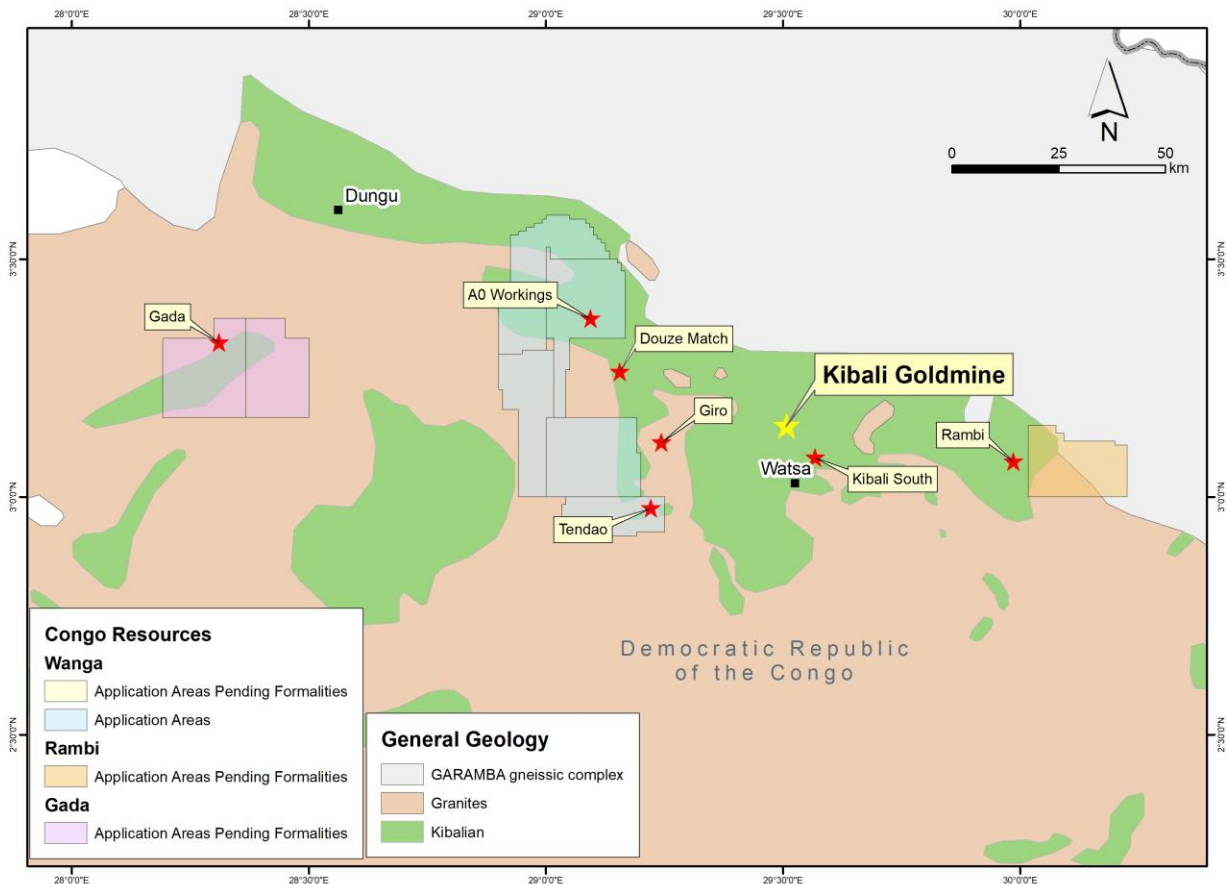 28°0'0"E
28°30'0"E
29°0'0"E
29°30'0"E
30°0'0"E
N
0 25 50
km
Dungu
3°30'0"N
3°30'0"N
A0 Workings
Gada
Douze Match
Kibali Goldmine
Giro
Rambi
Watsa
Kibali South
3°0'0"N
3°0'0"N
Tendao
Democratic Republic
of the Congo
Congo Resources
Wanga
Application Areas Pending Formalities
Application Areas
Rambi
Application Areas Pending Formalities
Gada
Application Areas Pending Formalities
General Geology
GARAMBA gneissic complex
Granites
Kibalian
2°30'0"N
2°30'0"N
28°0'0"E
28°30'0"E
29°0'0"E
29°30'0"E
30°0'0"E